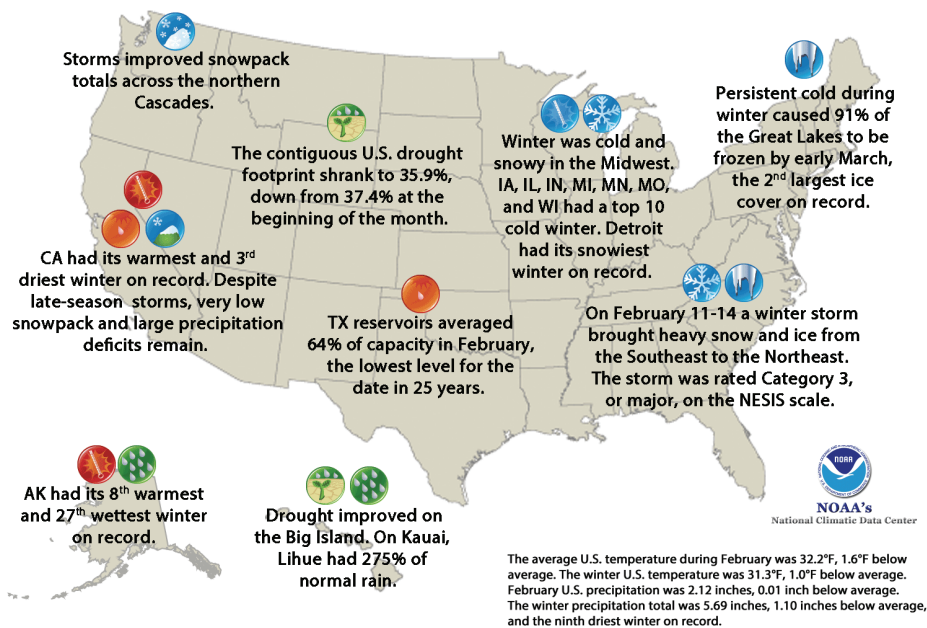 Storms improved snowpack
totals across the northern
Cascades.
The contiguous U.S. drought
footprint shrank to 35.9%,
down from 37.4% at the
beginning of the month.
Winter was cold and
snowy in the Midwest.
IA, IL, IN, MI, MN, MO,
and WI had a top 10
cold winter. Detroit
had its snowiest
winter on record.
Persistent cold during
winter caused 91% of
the Great Lakes to be
frozen by early March,
the 2nd largest ice
cover on record.
CA had its warmest and 3rd
driest winter on record. Despite
late-season storms, very low
snowpack and large precipitation
deficits remain.
TX reservoirs averaged
64% of capacity in February,
the lowest level for the
date in 25 years.
On February 11-14 a winter storm
brought heavy snow and ice from
the Southeast to the Northeast.
The storm was rated Category 3,
or major, on the NESIS scale.
AK had its 8th warmest
and 27th wettest winter
on record.
Drought improved on
the Big Island. On Kauai,
Lihue had 275% of
normal rain.
NOAA
NOAA's
National Climatic Data Center
The average U.S. temperature during February was 32.2°F, 1.6°F below
average. The winter U.S. temperature was 31.3°F, 1.0°F below average.
February U.S. precipitation was 2.12 inches, 0.01 inch below average.
The winter precipitation total was 5.69 inches, 1.10 inches below average,
and the ninth driest winter on record.